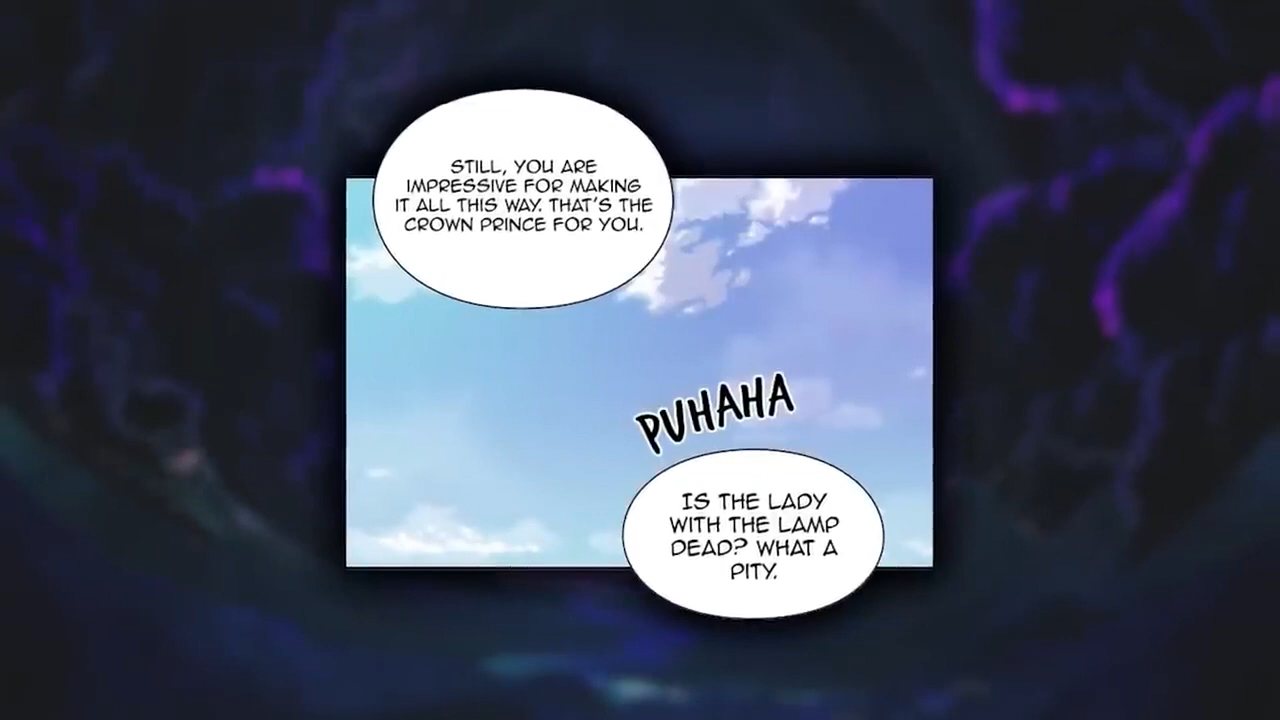 STILL, YOU ARE
IMPRESSIVE FOR MAKING
IT ALL THIS WAY. THAT'S THE
CROWN PRINCE FOR YOU.
PUHAHA
IS THE LADY
WITH THE LAMP
DEAD? WHAT A
PITY.